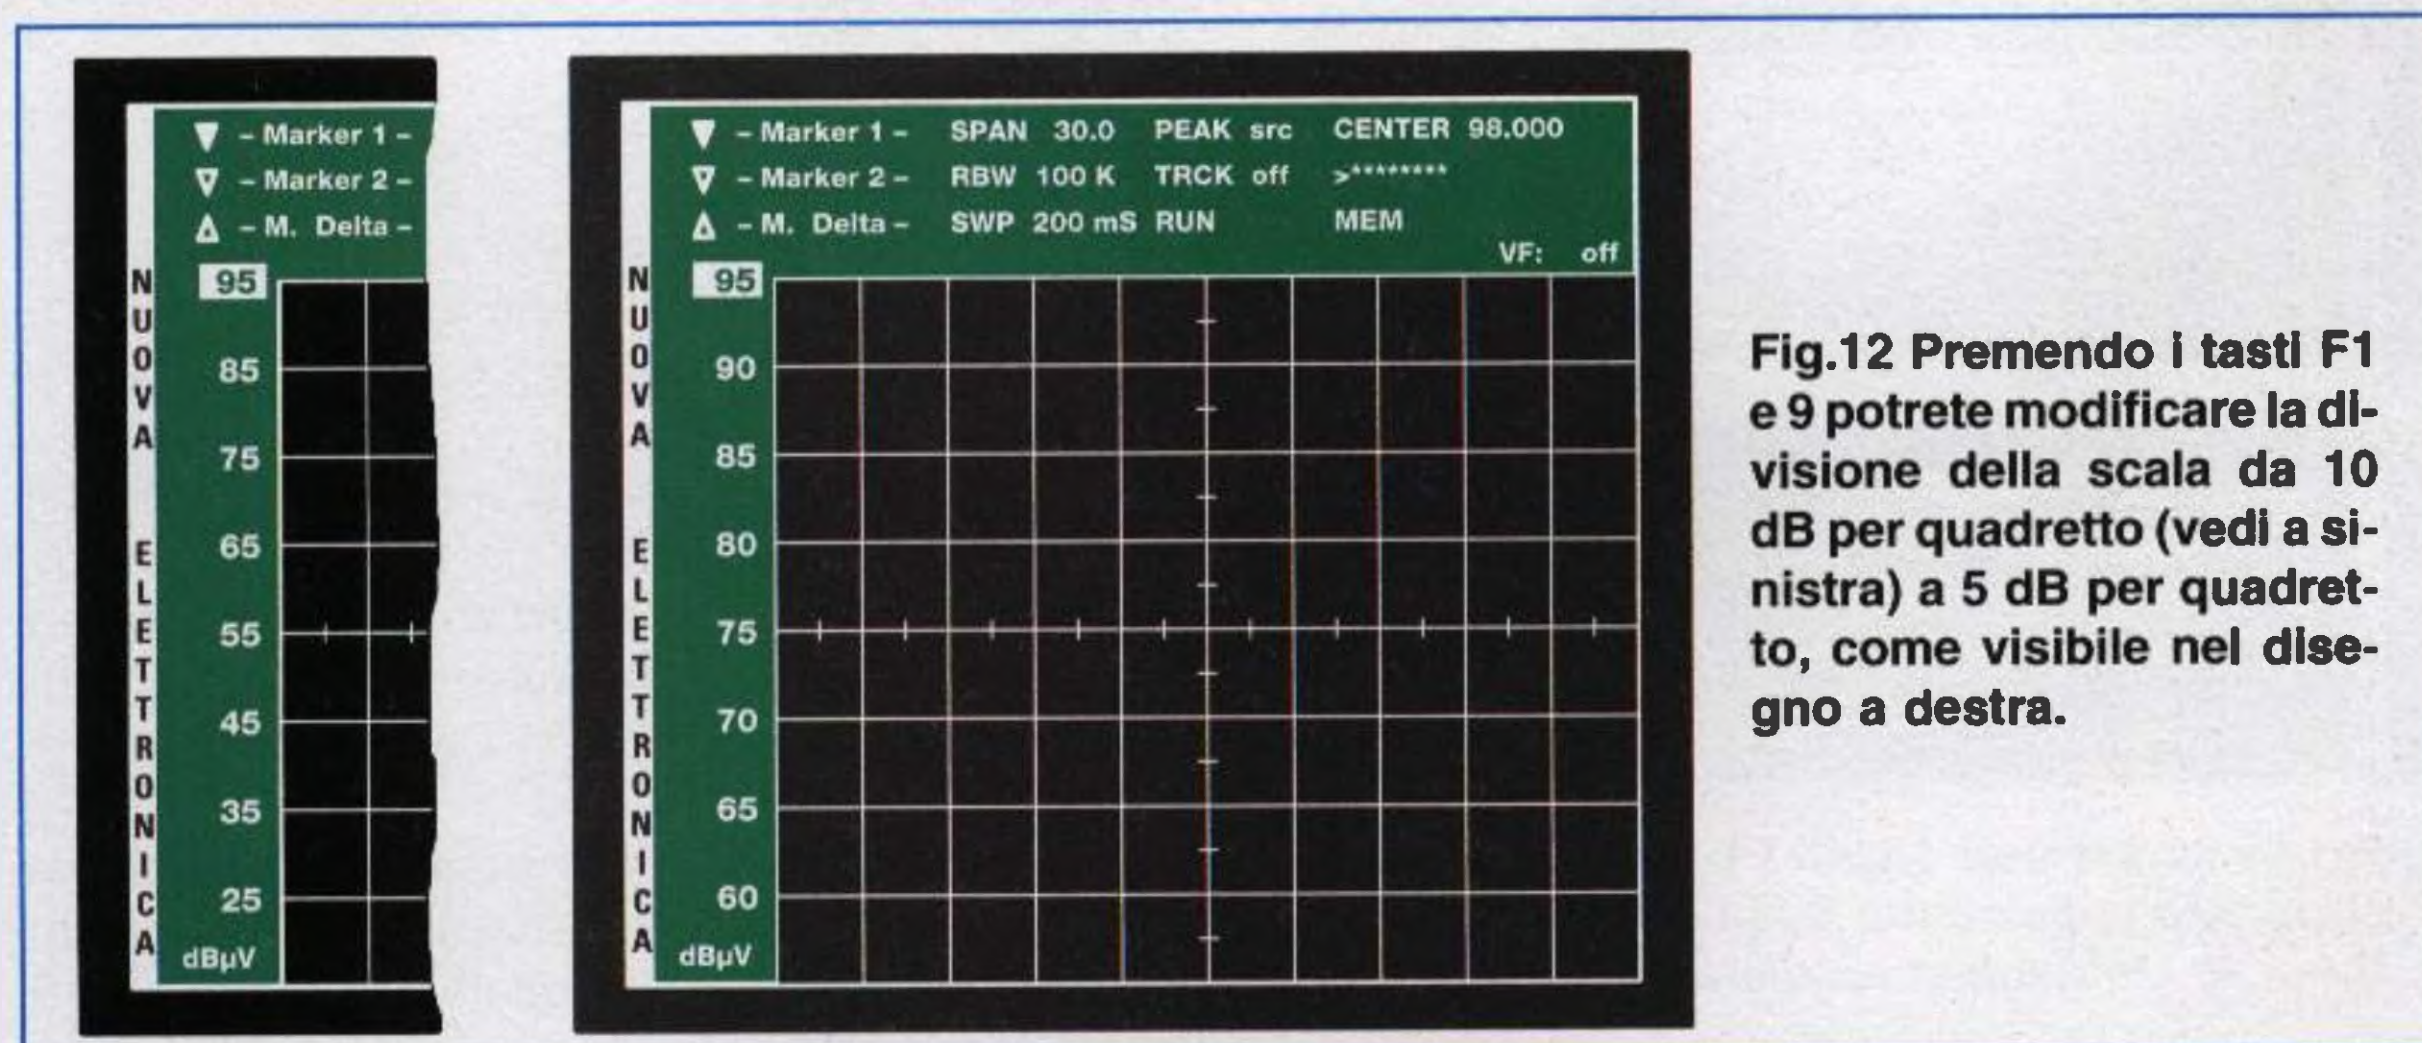 ▼ – Marker 1 –
▽ – Marker 2 –
△ – M. Delta –
NUOVA ELETTRONICA
95
85
75
65
55
45
35
25
dBµV
▼ – Marker 1 – SPAN 30.0 PEAK src CENTER 98.000
▽ – Marker 2 – RBW 100 K TRCK off >********
△ – M. Delta – SWP 200 mS RUN MEM
VF: off
NUOVA ELETTRONICA
95
90
85
80
75
70
65
60
dBµV
Fig.12 Premendo i tasti F1
e 9 potrete modificare la di-
visione della scala da 10
dB per quadretto (vedi a si-
nistra) a 5 dB per quadret-
to, come visibile nel dise-
gno a destra.